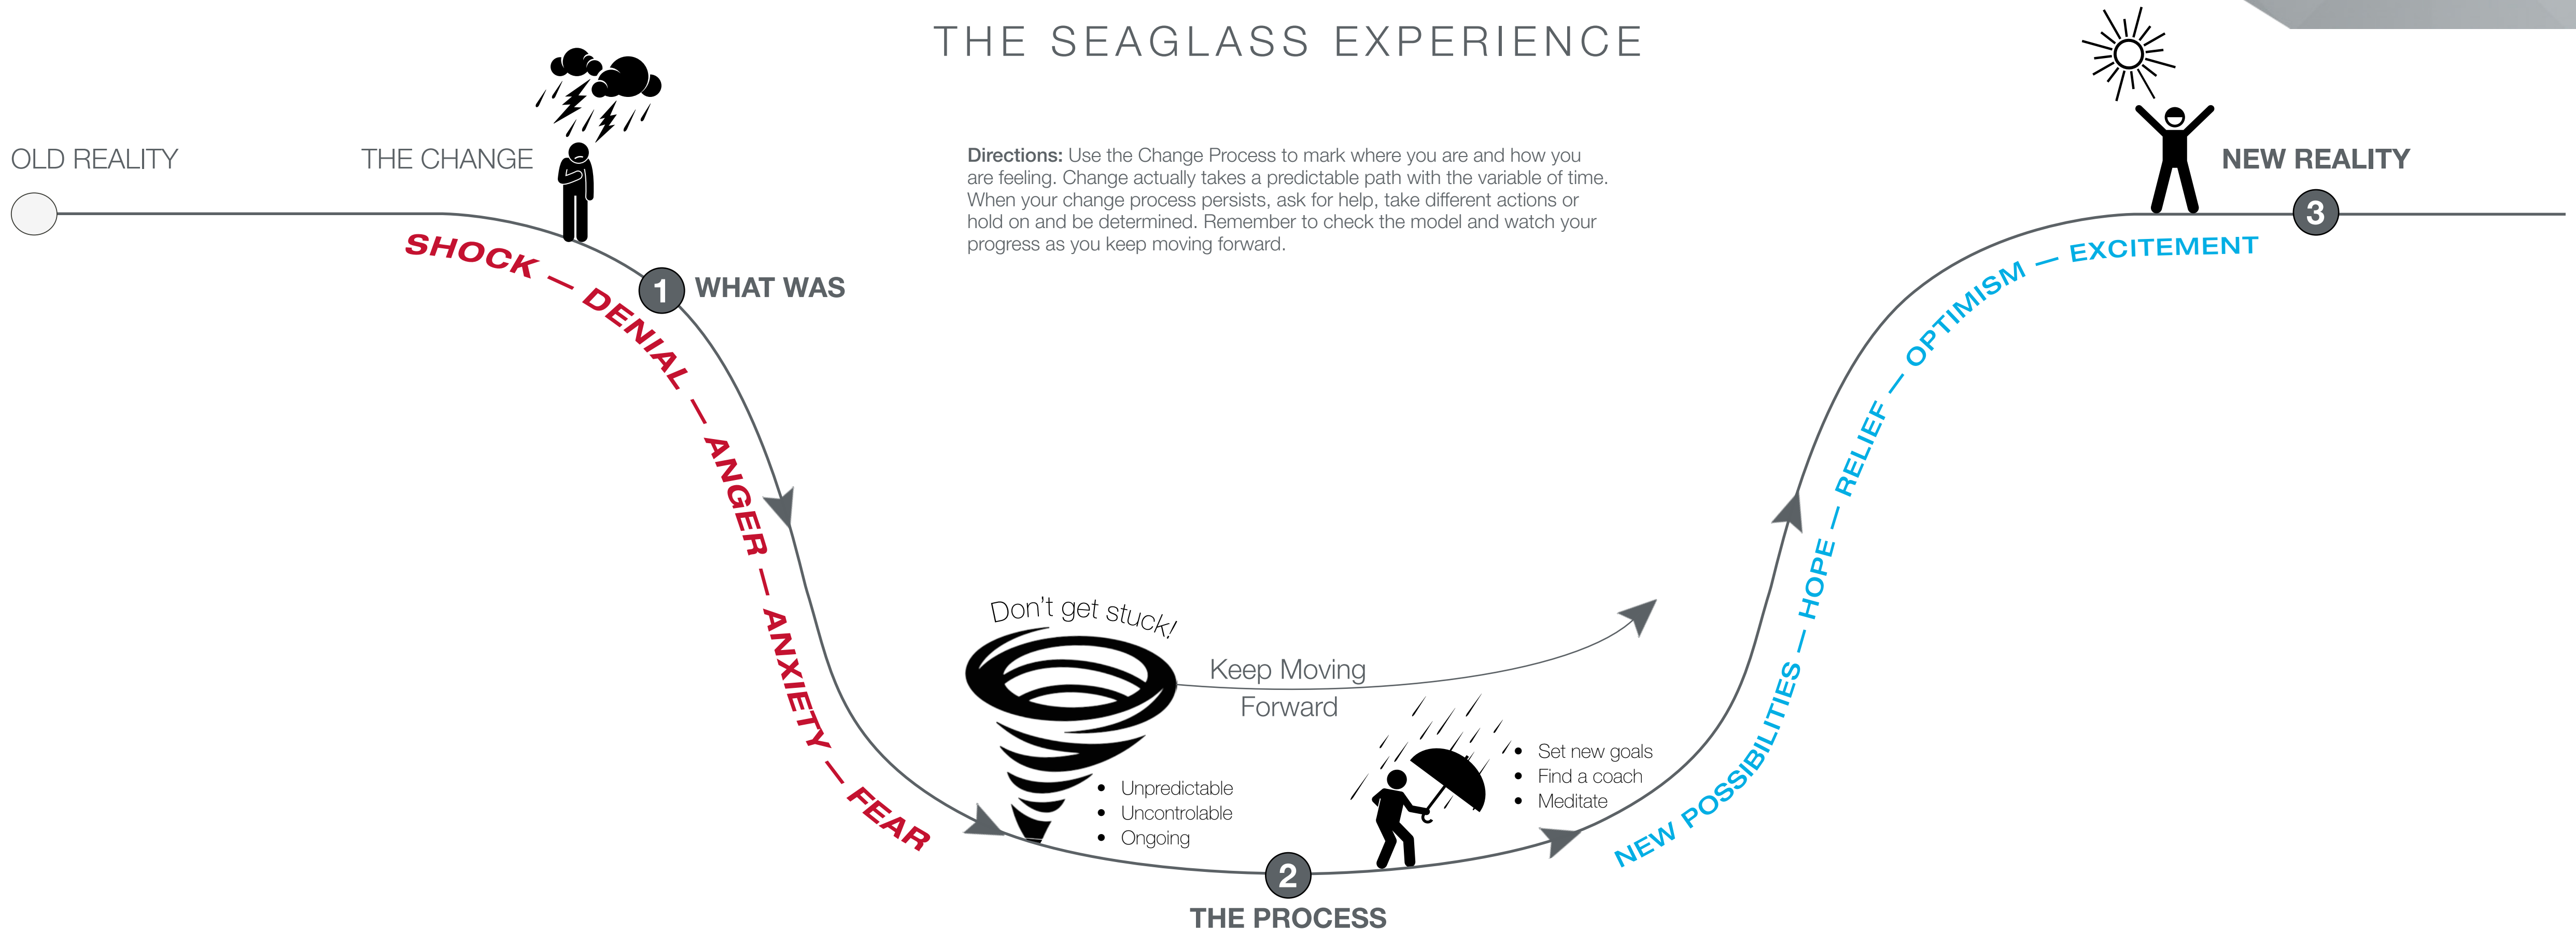 THE SEAGLASS EXPERIENCE
OLD REALITY
THE CHANGE
Directions: Use the Change Process to mark where you are and how you
are feeling. Change actually takes a predictable path with the variable of time.
When your change process persists, ask for help, take different actions or
hold on and be determined. Remember to check the model and watch your
progress as you keep moving forward.
SHOCK — DENIAL — ANGER — ANXIETY — FEAR
1 WHAT WAS
Don't get stuck!
Keep Moving
Forward
• Unpredictable
• Uncontrolable
• Ongoing
• Set new goals
• Find a coach
• Meditate
2
THE PROCESS
NEW POSSIBILITIES — HOPE — RELIEF — OPTIMISM — EXCITEMENT
NEW REALITY
3